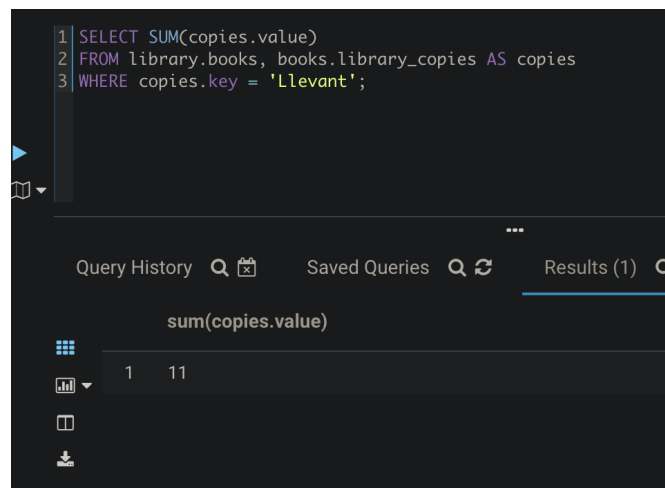 1 SELECT SUM(copies.value)
2 FROM library.books, books.library_copies AS copies
3 WHERE copies.key = 'Llevant';
Query History Saved Queries Results (1)
sum(copies.value)
1 11